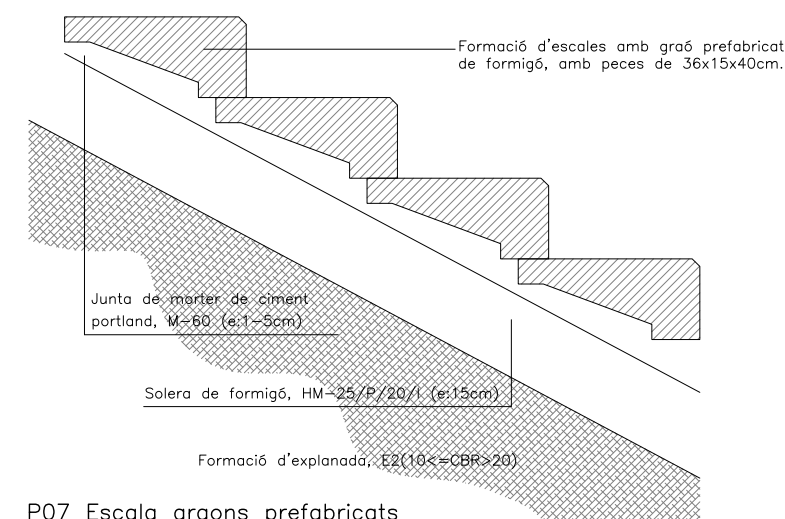 Formació d'escales amb graó prefabricat
de formigó, amb peces de 36x15x40cm.
Junta de morter de ciment
portland, M-60 (e:1-5cm)
Solera de formigó, HM-25/P/20/I (e:15cm)
Formació d'explanada, E2(10<=CBR>20)
P07 Escala graons prefabricats